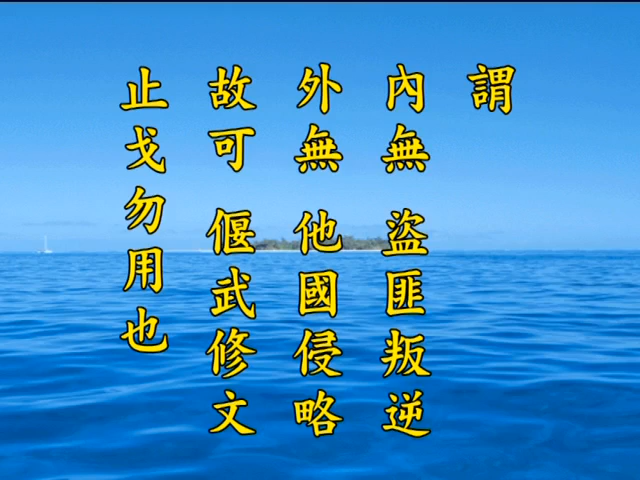 謂
內無 盜匪叛逆
外無 他國侵略
故可 偃武修文
止戈勿用也